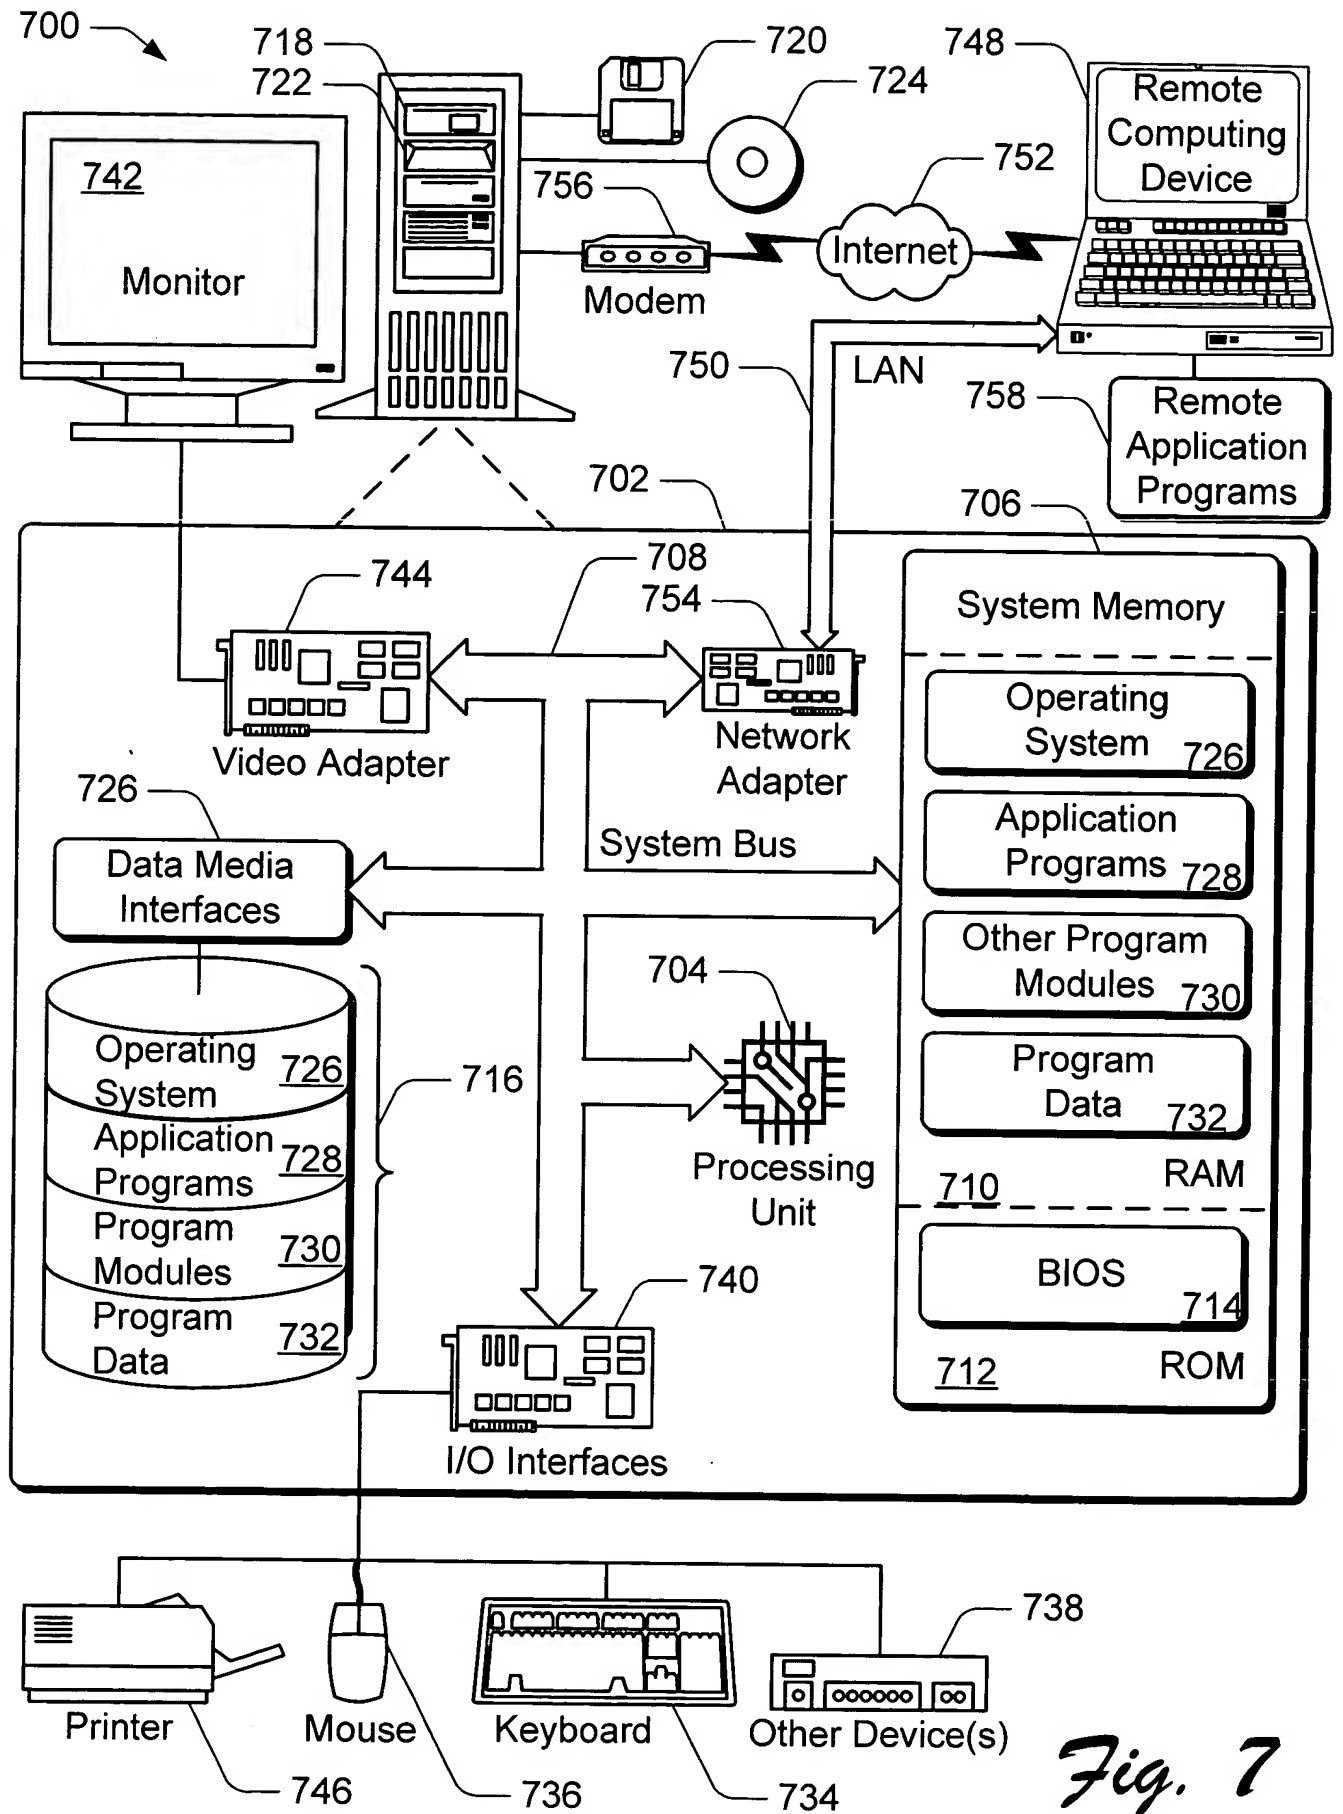 700
718
722
720
724
748
Remote
Computing
Device
742
Monitor
756
752
Internet
Modem
750
LAN
758
Remote
Application
Programs
702
706
708
744
754
System Memory
Operating
System
726
Video Adapter
Network
Adapter
726
Application
Programs
728
System Bus
Data Media
Interfaces
Other Program
Modules
730
704
Operating
System
726
716
Program
Data
732
Application
Programs
728
Processing
Unit
710
RAM
Program
Modules
730
BIOS
714
740
Program
Data
732
712
ROM
I/O Interfaces
738
Printer
Mouse
Keyboard
Other Device(s)
746
736
734
Fig. 7